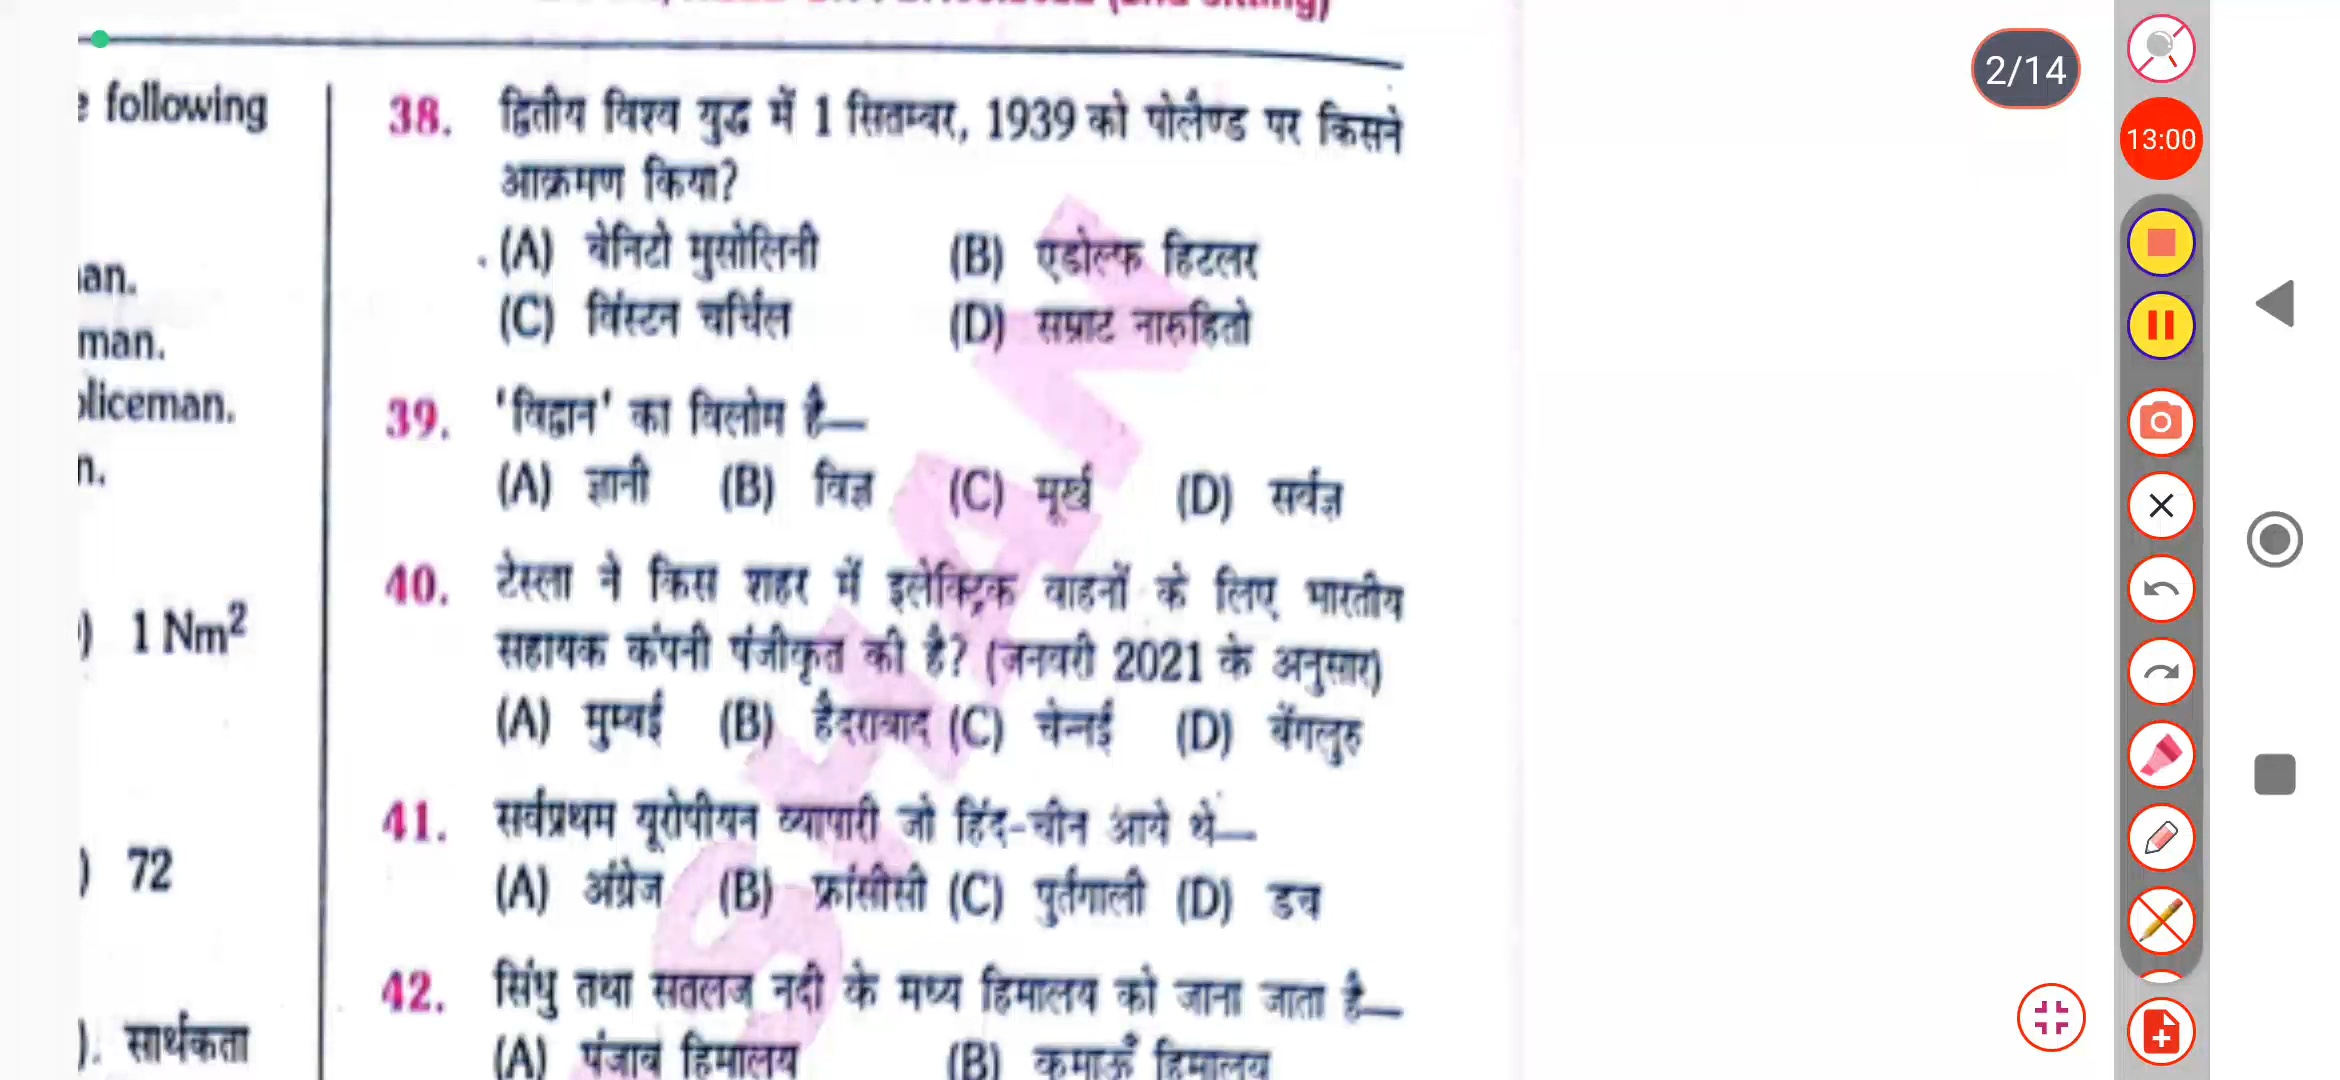 following
an.
man.
liceman.
n.
) 1 Nm²
) 72
). सार्थकता
38. द्वितीय विश्व युद्ध में 1 सितम्बर, 1939 को पोलैण्ड पर किसने
आक्रमण किया?
(A) बेनिटो मुसोलिनी (B) एडोल्फ हिटलर
(C) विंस्टन चर्चिल (D) सम्राट नारुहितो
39. 'विद्वान' का विलोम है—
(A) ज्ञानी (B) विज्ञ (C) मूर्ख (D) सर्वज्ञ
40. टेस्ला ने किस शहर में इलेक्ट्रिक वाहनों के लिए भारतीय
सहायक कंपनी पंजीकृत की है? (जनवरी 2021 के अनुसार)
(A) मुम्बई (B) हैदराबाद (C) चेन्नई (D) बेंगलुरु
41. सर्वप्रथम यूरोपीयन व्यापारी जो हिंद-चीन आये थे—
(A) अंग्रेज (B) फ्रांसीसी (C) पुर्तगाली (D) डच
42. सिंधु तथा सतलज नदी के मध्य हिमालय को जाना जाता है—
(A) पंजाब हिमालय (B) कुमाऊँ हिमालय
2/14
13:00